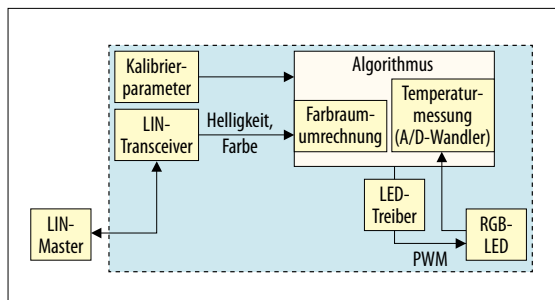 Kalibrier-
parameter
Algorithmus
LIN-
Transceiver
Helligkeit,
Farbe
Farbraum-
umrechnung
Temperatur-
messung
(A/D-Wandler)
LED-
Treiber
LIN-
Master
PWM
RGB-
LED